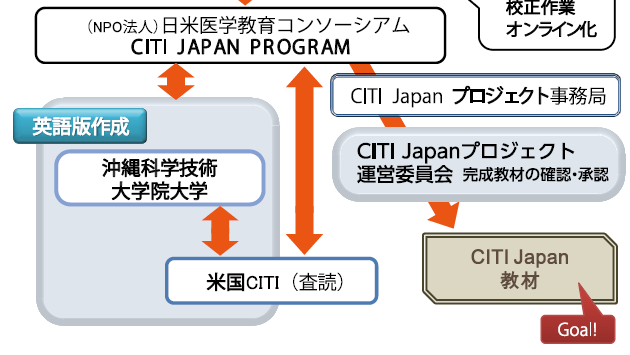 校正作業
オンライン化
(NPO法人)日米医学教育コンソーシアム
CITI JAPAN PROGRAM
CITI Japan プロジェクト事務局
英語版作成
CITI Japanプロジェクト
運営委員会 完成教材の確認・承認
沖縄科学技術
大学院大学
CITI Japan
教材
米国CITI（査読）
Goal!